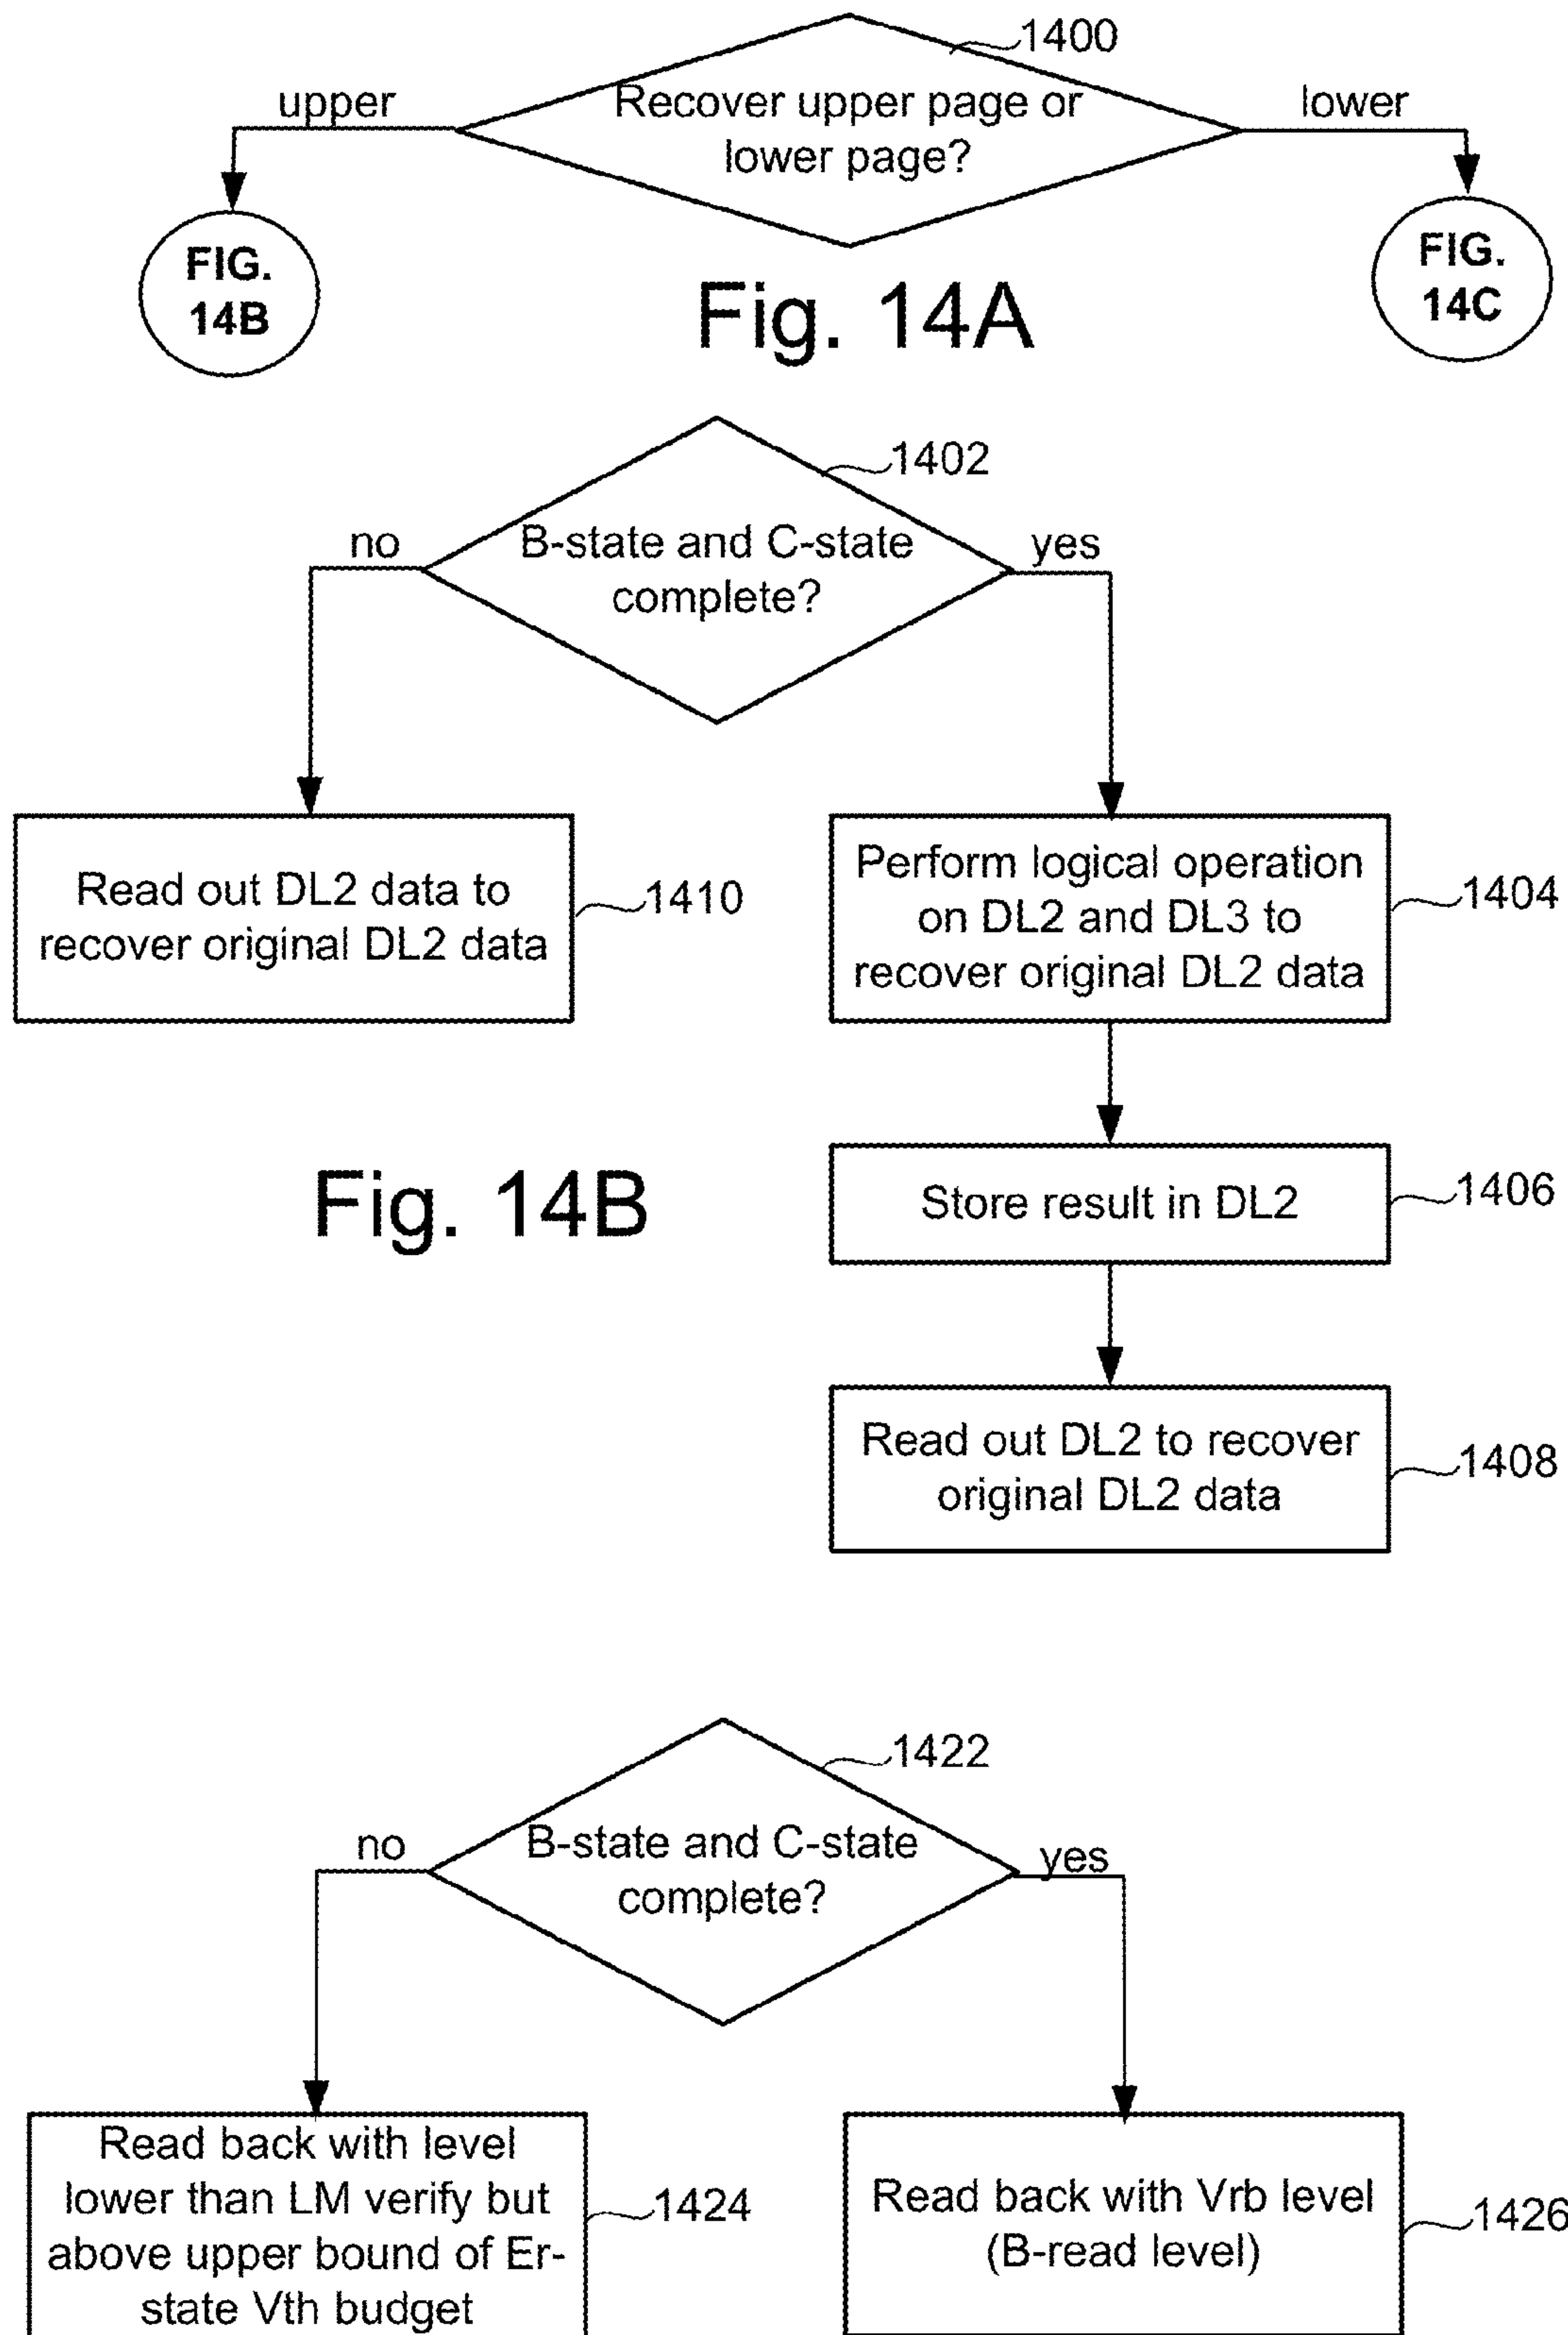 1400
upper
Recover upper page or
lower page?
lower
FIG.
14B
FIG.
14C
Fig. 14A
1402
no
B-state and C-state
complete?
yes
Read out DL2 data to
recover original DL2 data
1410
Perform logical operation
on DL2 and DL3 to
recover original DL2 data
1404
Fig. 14B
Store result in DL2
1406
Read out DL2 to recover
original DL2 data
1408
1422
no
B-state and C-state
complete?
yes
Read back with level
lower than LM verify but
above upper bound of Er-
state Vth budget
1424
Read back with Vrb level
(B-read level)
1426